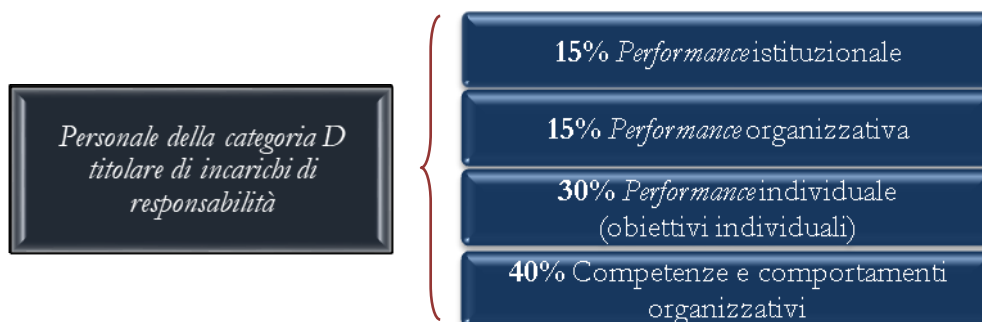 Personale della categoria D
titolare di incarichi di
responsabilità
15% Performance istituzionale
15% Performance organizzativa
30% Performance individuale
(obiettivi individuali)
40% Competenze e comportamenti
organizzativi